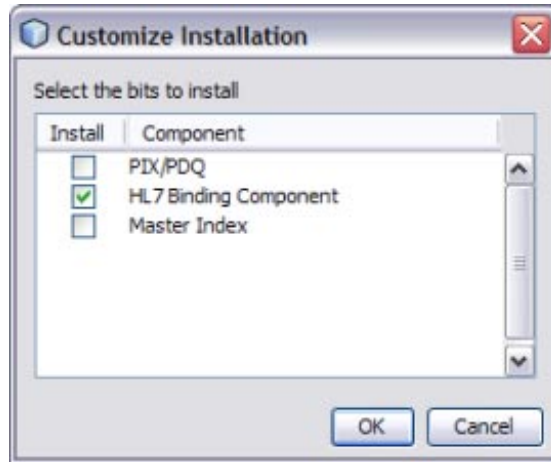 Customize Installation
Select the bits to install
Install Component
PIX/PDQ
HL7 Binding Component
Master Index
OK Cancel